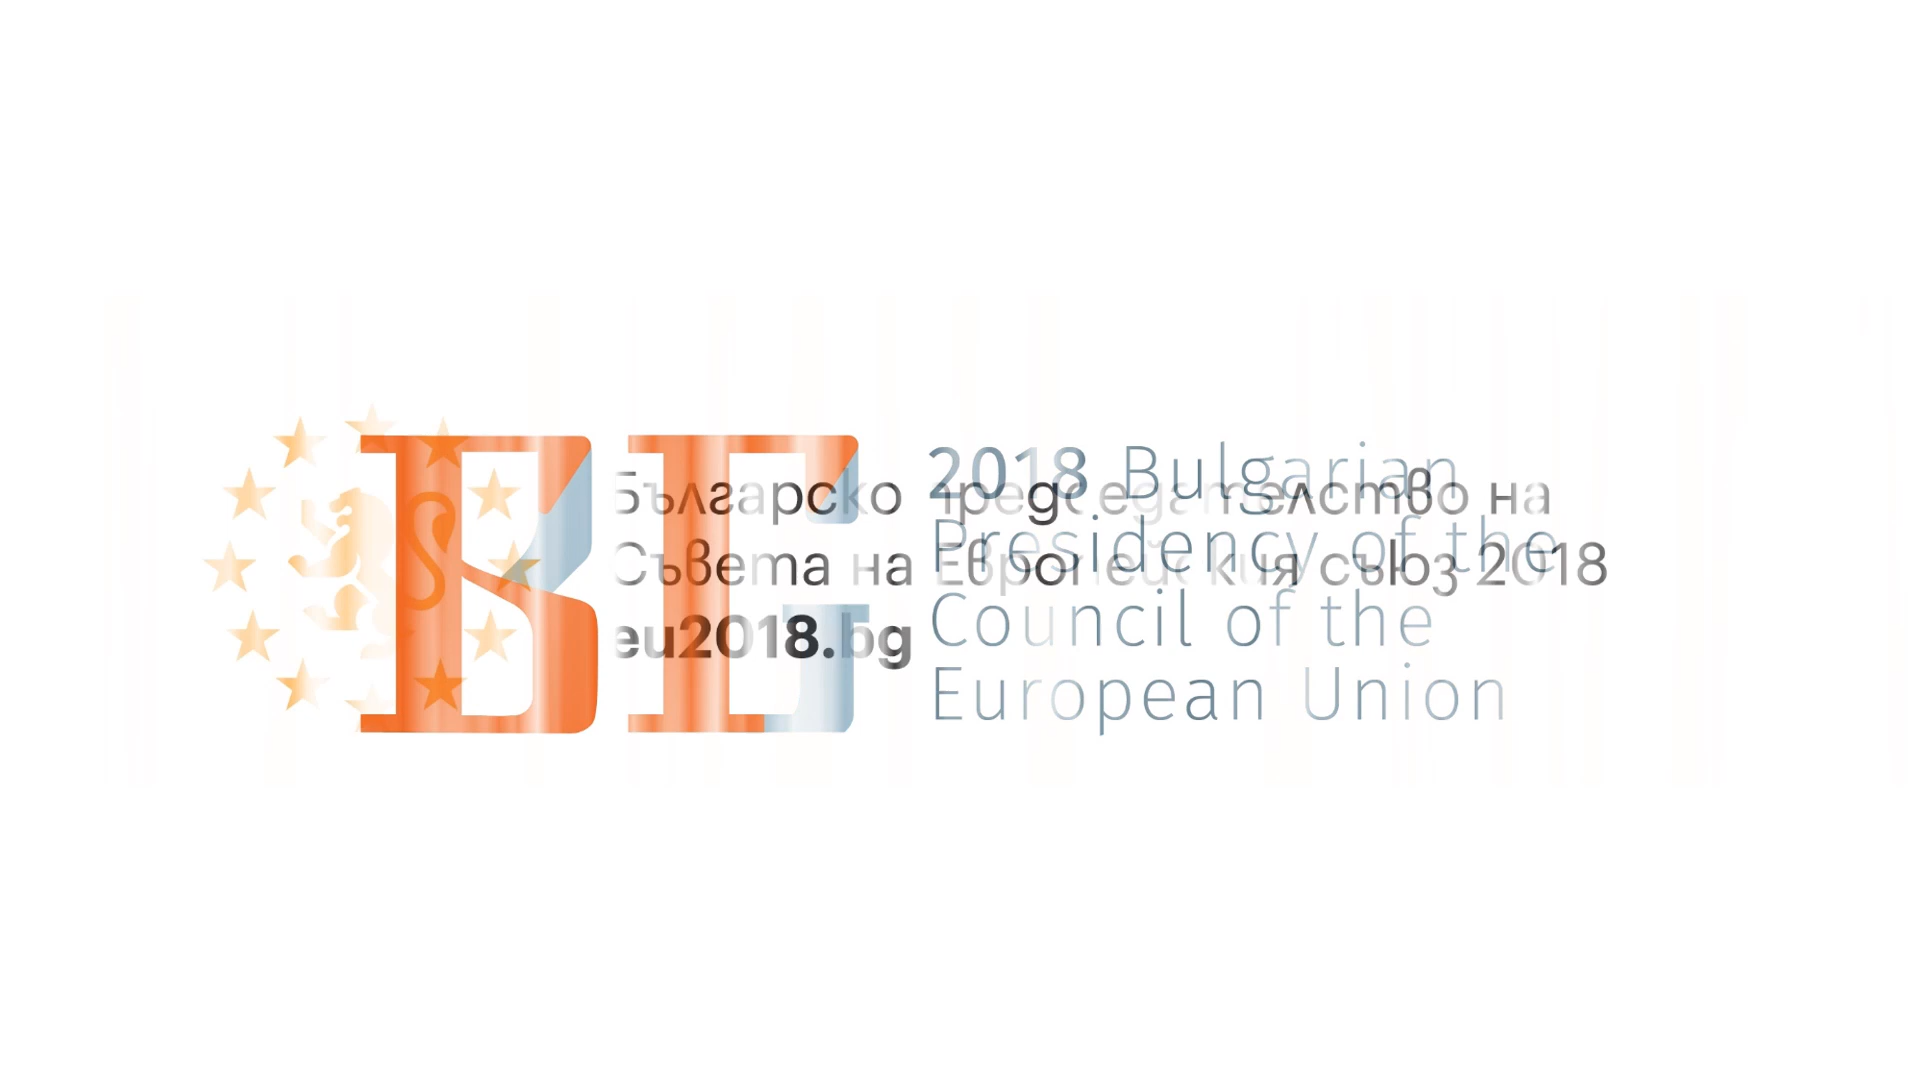 БГ
2018 Bulgarian
Presidency of the
Council of the
European Union
Българско председателство на
Съвета на Европейския съюз 2018
eu2018.bg